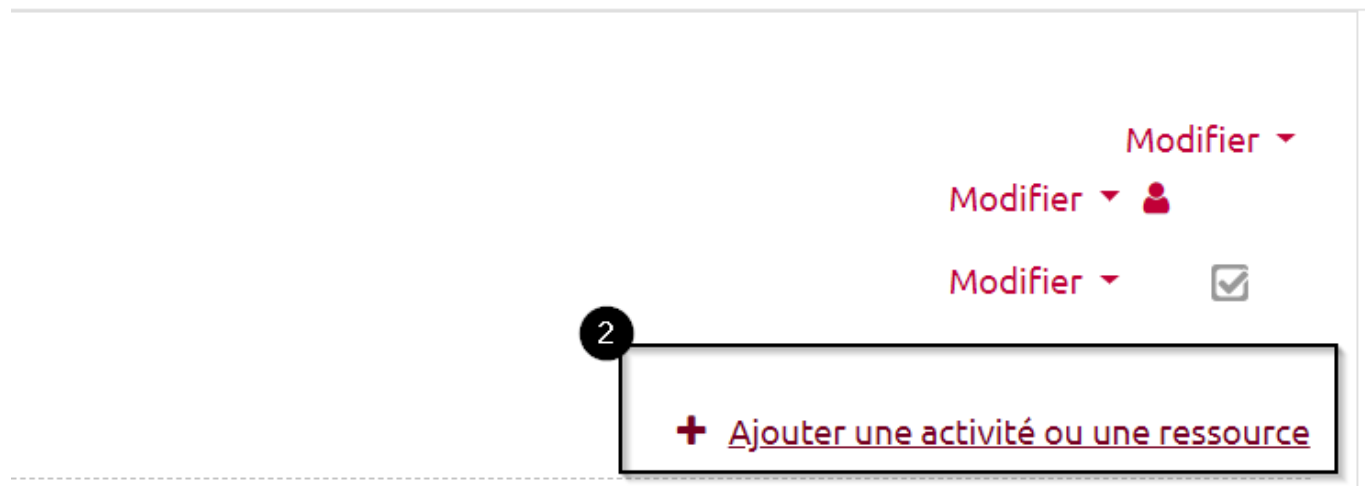 Modifier
Modifier
Modifier
2
Ajouter une activité ou une ressource